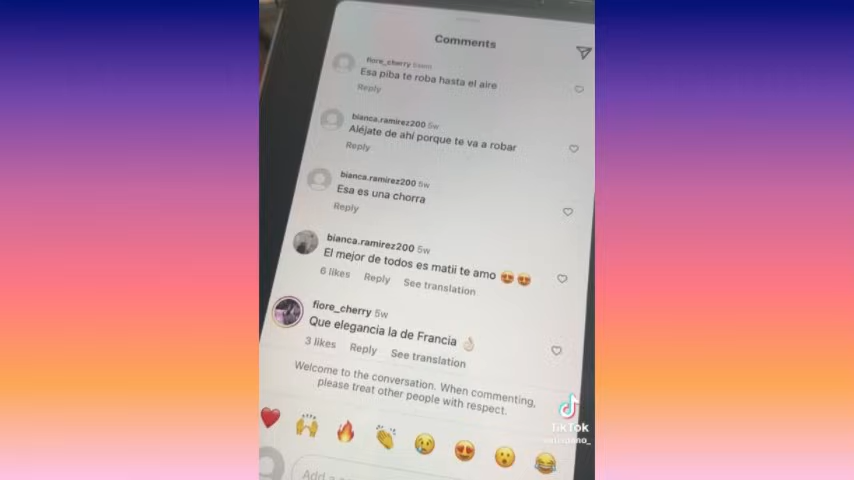 Comments
fiore_cherry
Esa piba te roba hasta el aire
Reply
bianca.ramirez200 5w
Aléjate de ahí porque te va a robar
Reply
bianca.ramirez200 5w
Esa es una chorra
Reply
bianca.ramirez200 5w
El mejor de todos es matii te amo 😍😍
6 likes Reply See translation
fiore_cherry 5w
Que elegancia la de Francia 👌🏻
3 likes Reply See translation
Welcome to the conversation. When commenting,
please treat other people with respect.
Add a
TikTok